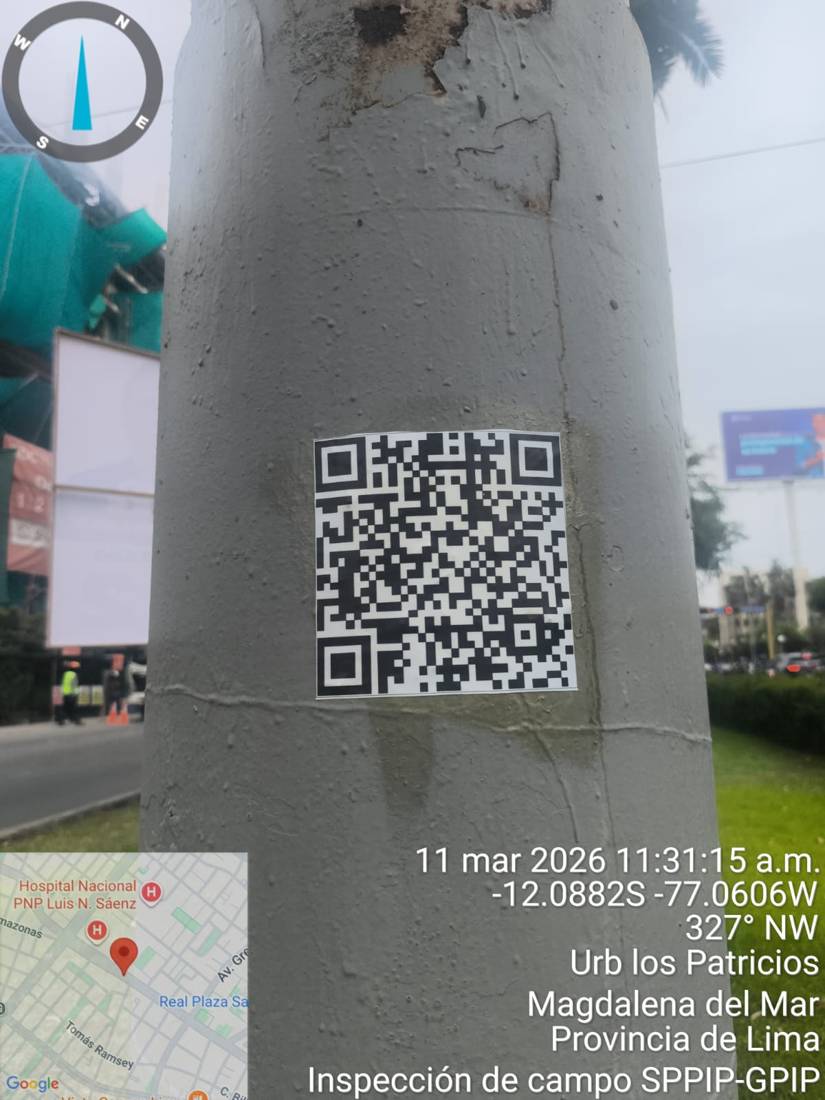 N
W
E
S
11 mar 2026 11:31:15 a.m.
-12.0882S -77.0606W
327° NW
Urb los Patricios
Magdalena del Mar
Provincia de Lima
Inspección de campo SPPIP-GPIP
Hospital Nacional
PNP Luis N. Sáenz
H
H
mazonas
Av. Gre
Real Plaza Sa
Tomás Ramsey
Google
C. Bu